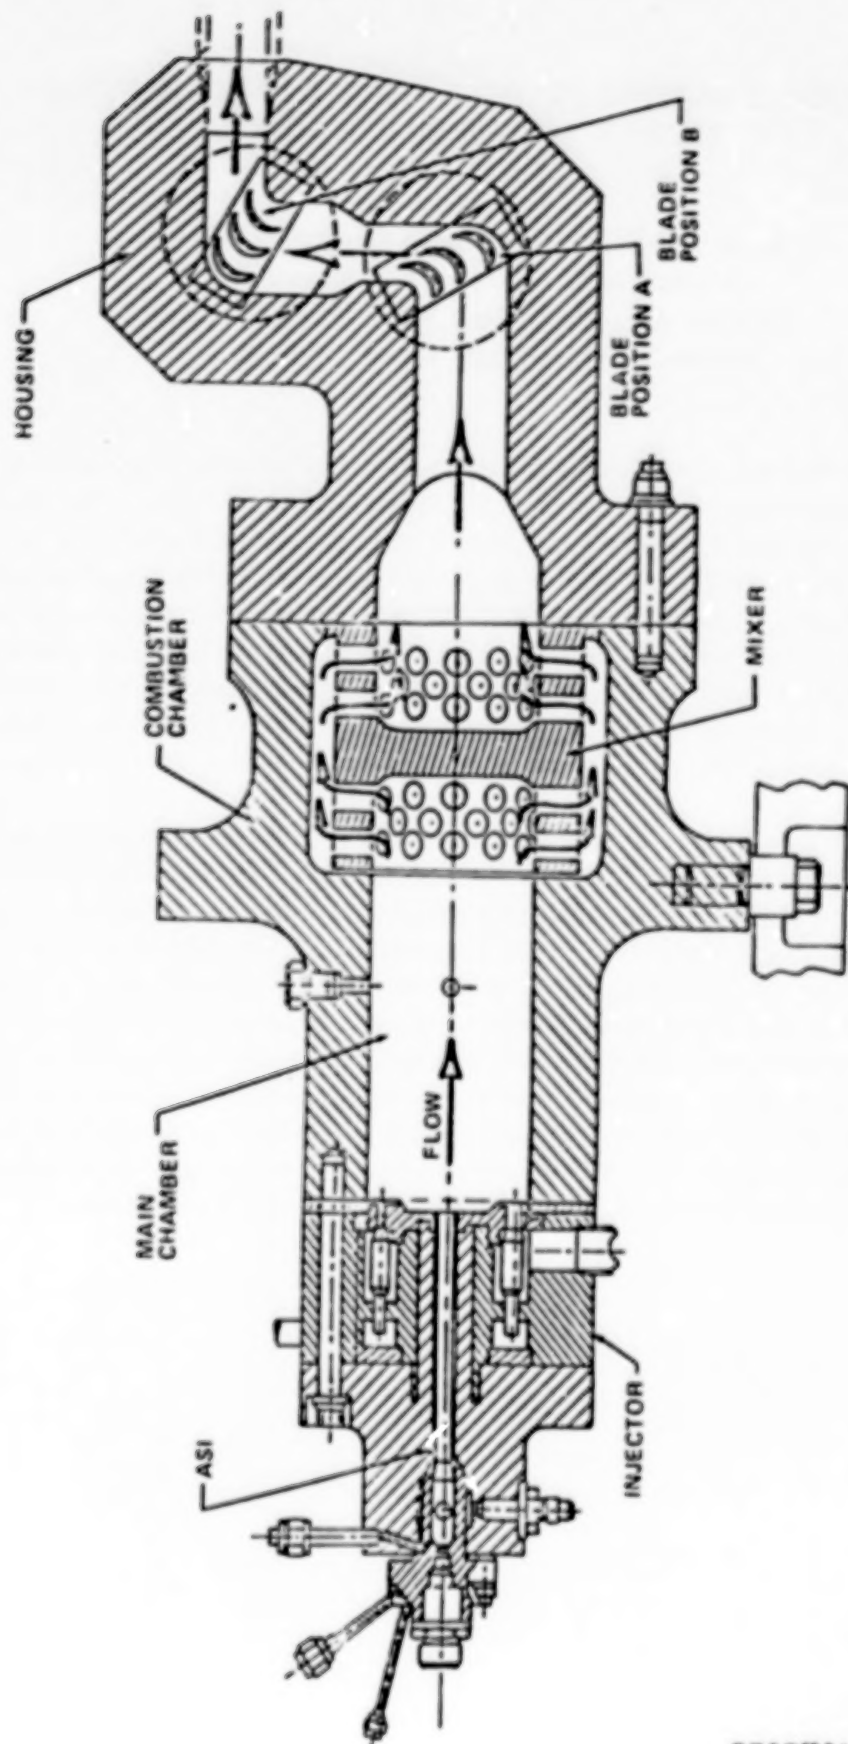 HOUSING
COMBUSTION
CHAMBER
MAIN
CHAMBER
ASI
FLOW
INJECTOR
MIXER
BLADE
POSITION A
BLADE
POSITION B